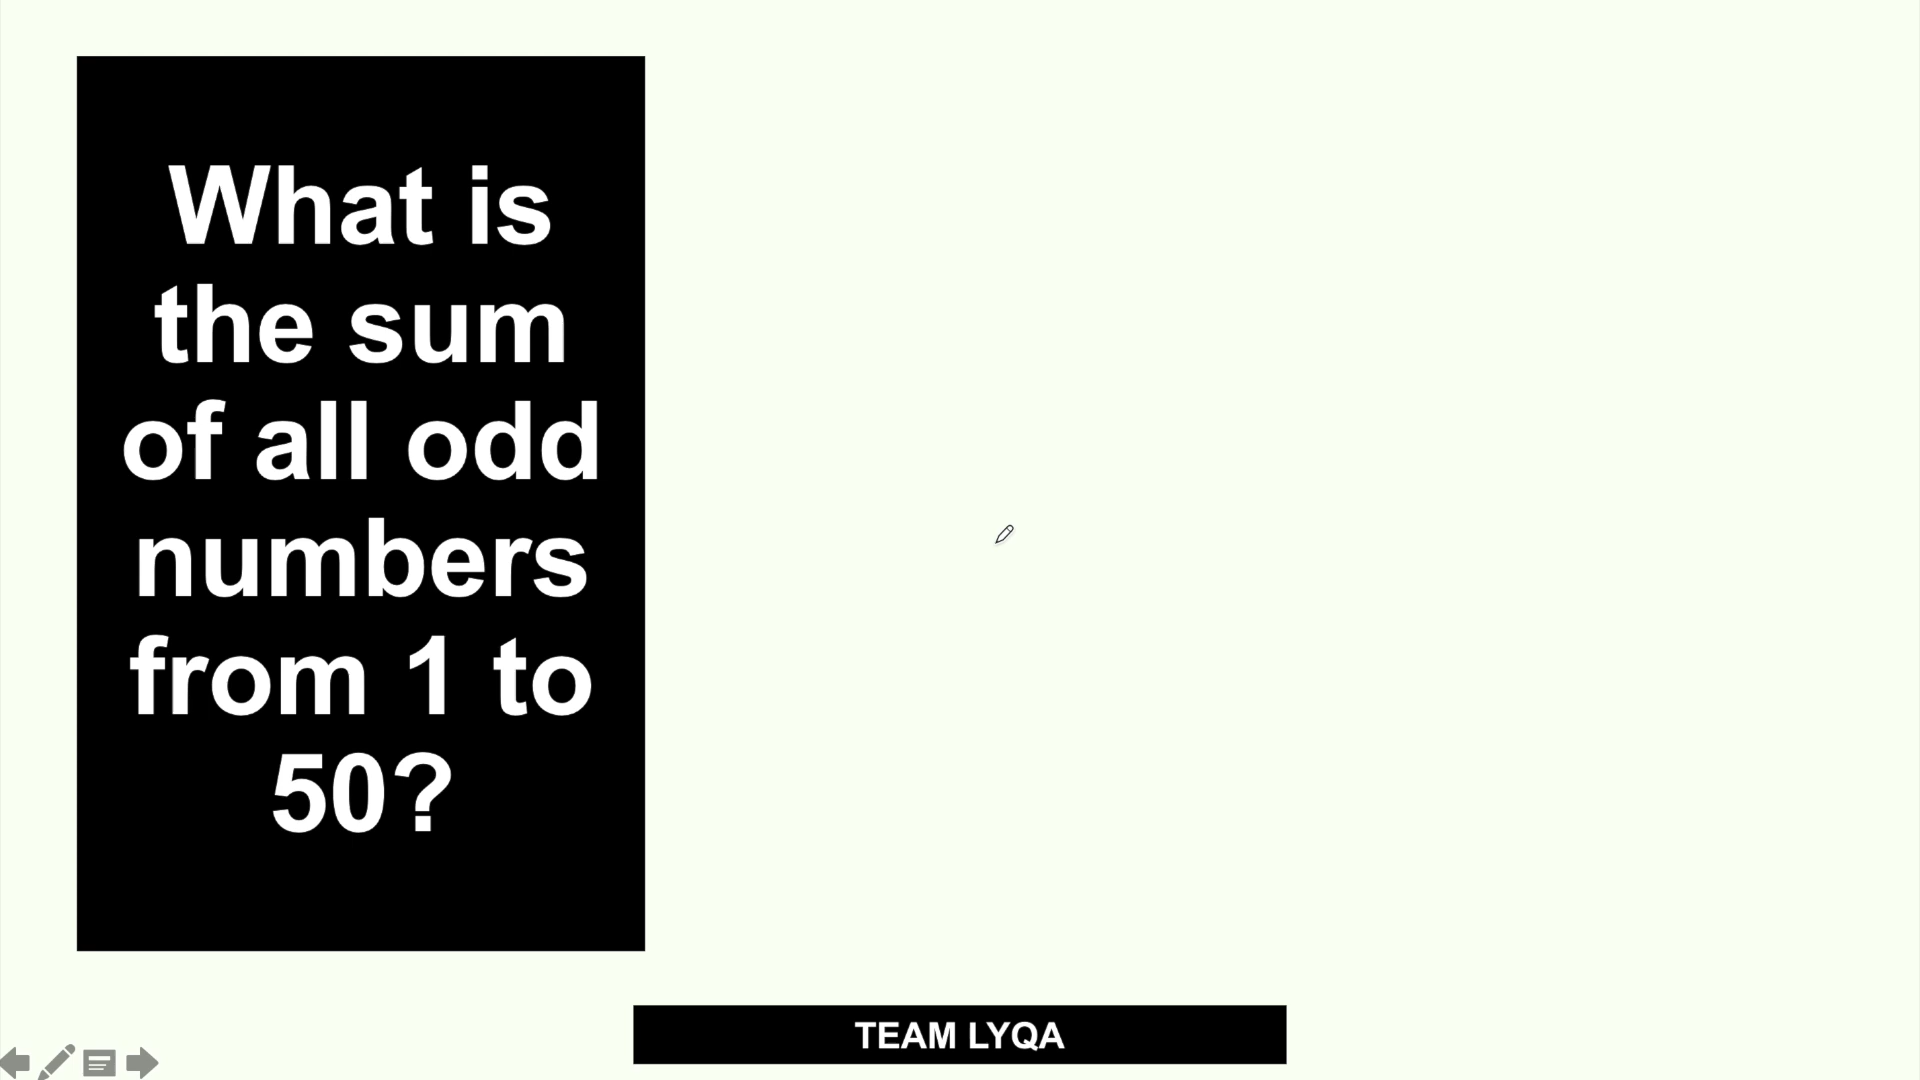 What is
the sum
of all odd
numbers
from 1 to
50?
TEAM LYQA